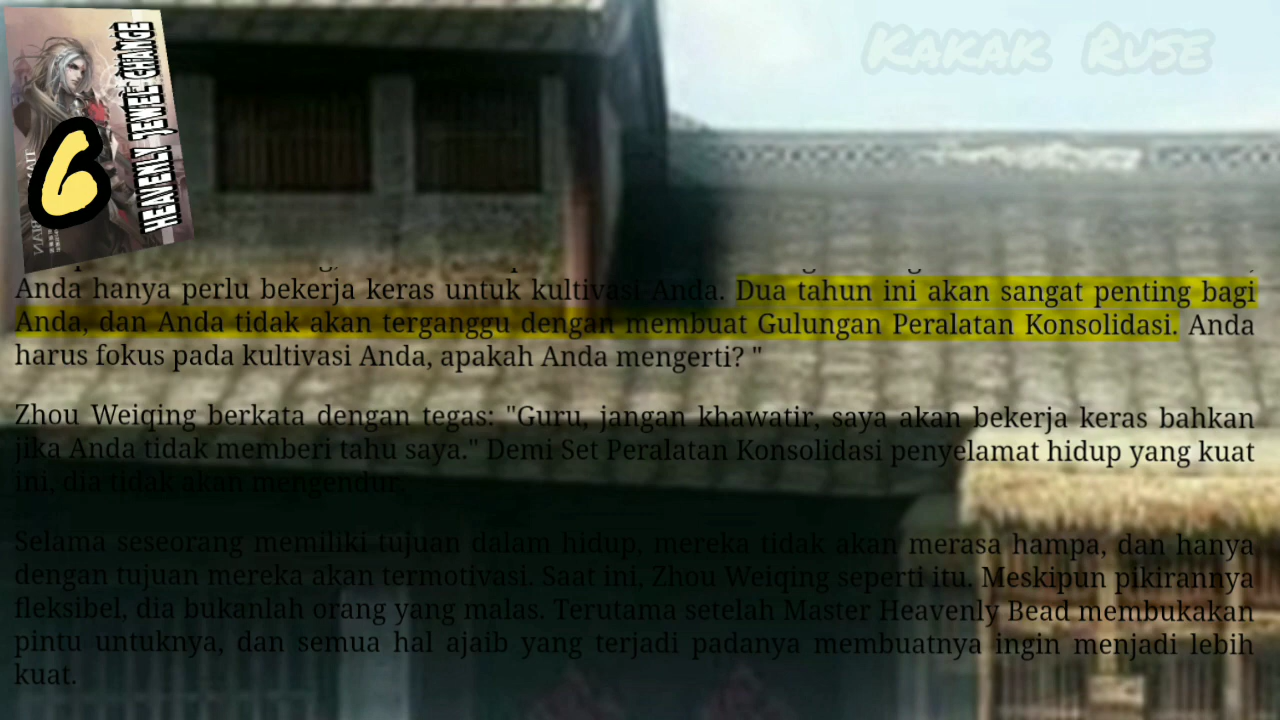 Kakak Ruse
HEAVENLY JEWEL CHANGE
6
Anda hanya perlu bekerja keras untuk kultivasi Anda. Dua tahun ini akan sangat penting bagi
Anda, dan Anda tidak akan terganggu dengan membuat Gulungan Peralatan Konsolidasi. Anda
harus fokus pada kultivasi Anda, apakah Anda mengerti? "
Zhou Weiqing berkata dengan tegas: "Guru, jangan khawatir, saya akan bekerja keras bahkan
jika Anda tidak memberi tahu saya." Demi Set Peralatan Konsolidasi penyelamat hidup yang kuat
ini, dia tidak akan mengendur.
Selama seseorang memiliki tujuan dalam hidup, mereka tidak akan merasa hampa, dan hanya
dengan tujuan mereka akan termotivasi. Saat ini, Zhou Weiqing seperti itu. Meskipun pikirannya
fleksibel, dia bukanlah orang yang malas. Terutama setelah Master Heavenly Bead membukakan
pintu untuknya, dan semua hal ajaib yang terjadi padanya membuatnya ingin menjadi lebih
kuat.